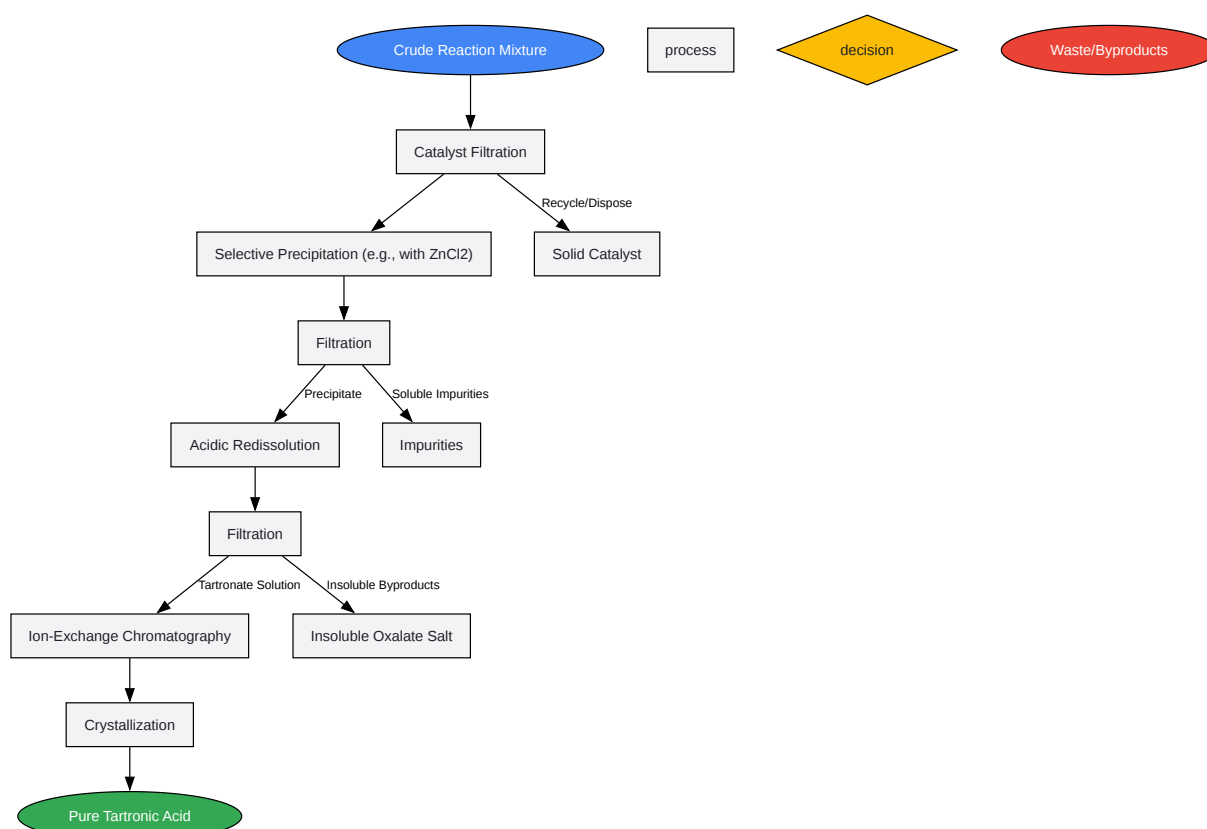 Crude Reaction Mixture
process
decision
Waste/Byproducts
Catalyst Filtration
Recycle/Dispose
Selective Precipitation (e.g., with ZnCl2)
Solid Catalyst
Filtration
Precipitate
Soluble Impurities
Acidic Redissolution
Impurities
Filtration
Tartronate Solution
Insoluble Byproducts
Ion-Exchange Chromatography
Insoluble Oxalate Salt
Crystallization
Pure Tartronic Acid